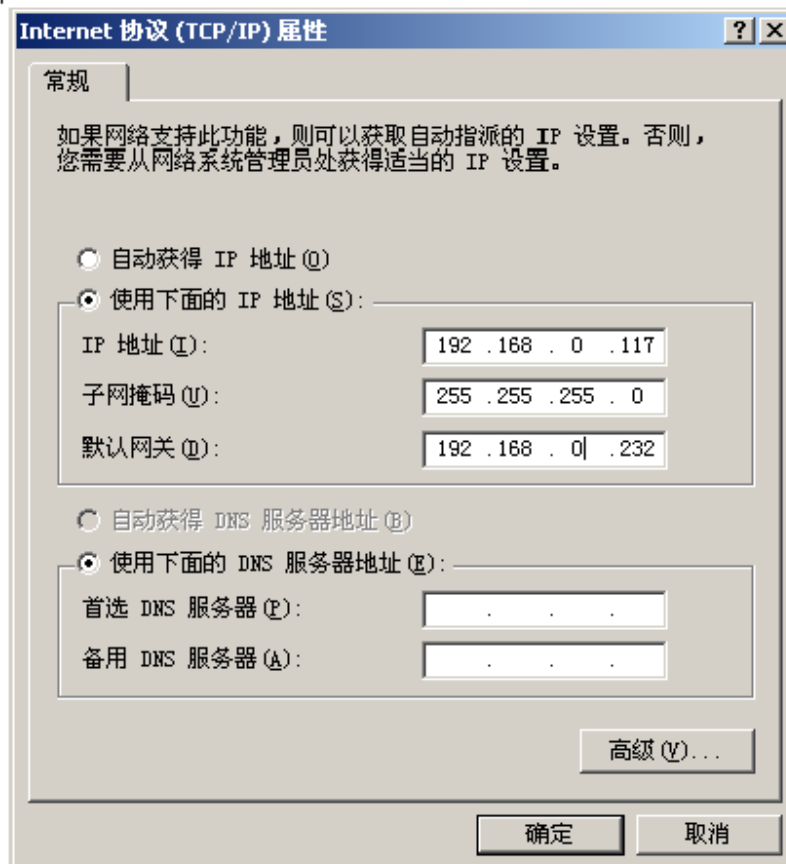 Internet 协议 (TCP/IP) 属性
常规
如果网络支持此功能，则可以获取自动指派的 IP 设置。否则，
您需要从网络系统管理员处获得适当的 IP 设置。
自动获得 IP 地址(O)
使用下面的 IP 地址(S):
IP 地址(I): 192 .168 . 0 .117
子网掩码(U): 255 .255 .255 . 0
默认网关(D): 192 .168 . 0 .232
自动获得 DNS 服务器地址(B)
使用下面的 DNS 服务器地址(E):
首选 DNS 服务器(P): . . .
备用 DNS 服务器(A): . . .
高级(V)...
确定 取消